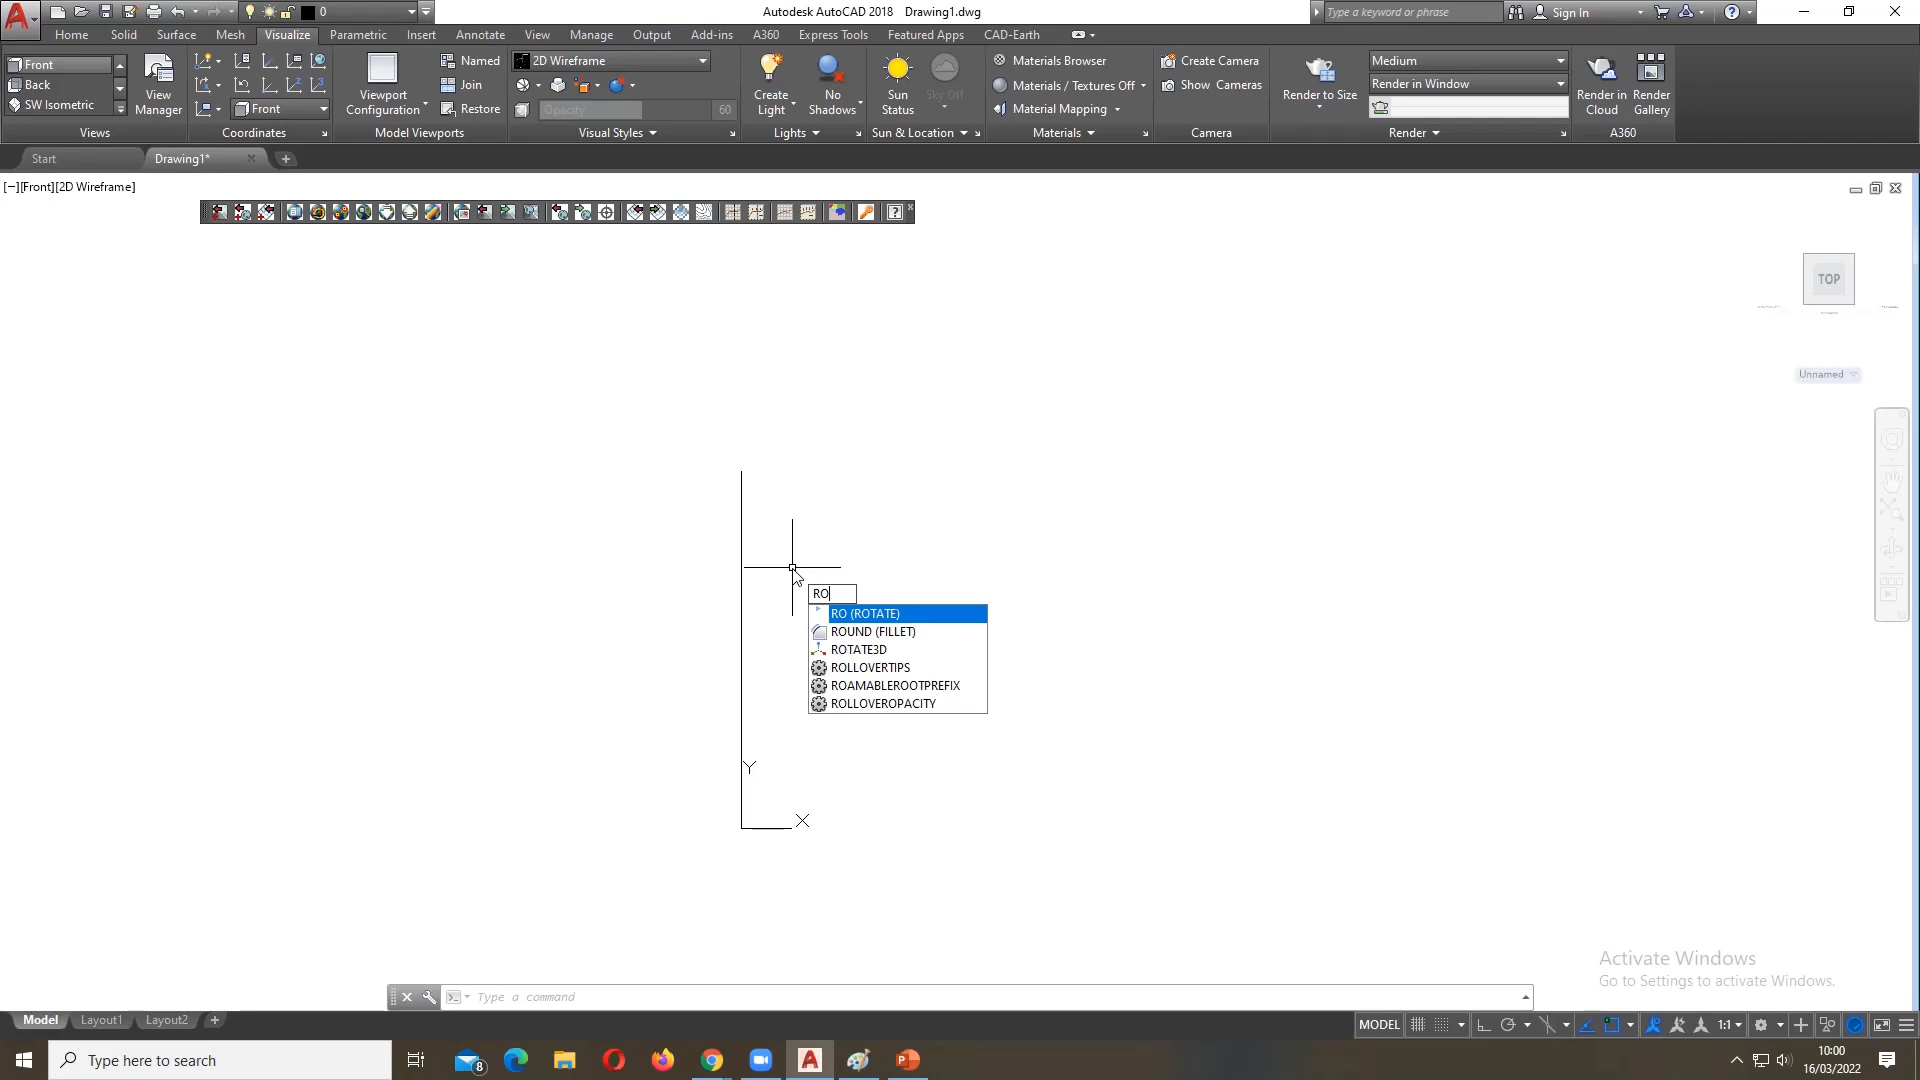 0
Autodesk AutoCAD 2018 Drawing1.dwg
Type a keyword or phrase
Sign In
Home Solid Surface Mesh Visualize Parametric Insert Annotate View Manage Output Add-ins A360 Express Tools Featured Apps CAD-Earth
Front
Back
SW Isometric
View
Manager
Front
Viewport
Configuration
Named
Join
Restore
2D Wireframe
Opacity 60
Create
Light
No
Shadows
Sun
Status
Sky Off
Materials Browser
Materials / Textures Off
Material Mapping
Create Camera
Show Cameras
Render to Size
Medium
Render in Window
Render in
Cloud
Render
Gallery
Views Coordinates Model Viewports Visual Styles Lights Sun & Location Materials Camera Render A360
Start Drawing1*
[−][Front][2D Wireframe]
TOP
Unnamed
RO
RO (ROTATE)
ROUND (FILLET)
ROTATE3D
ROLLOVERTIPS
ROAMABLEROOTPREFIX
ROLLOVEROPACITY
Y
X
Activate Windows
Go to Settings to activate Windows.
Type a command
Model Layout1 Layout2
MODEL 1:1
Type here to search
8
10:00
16/03/2022